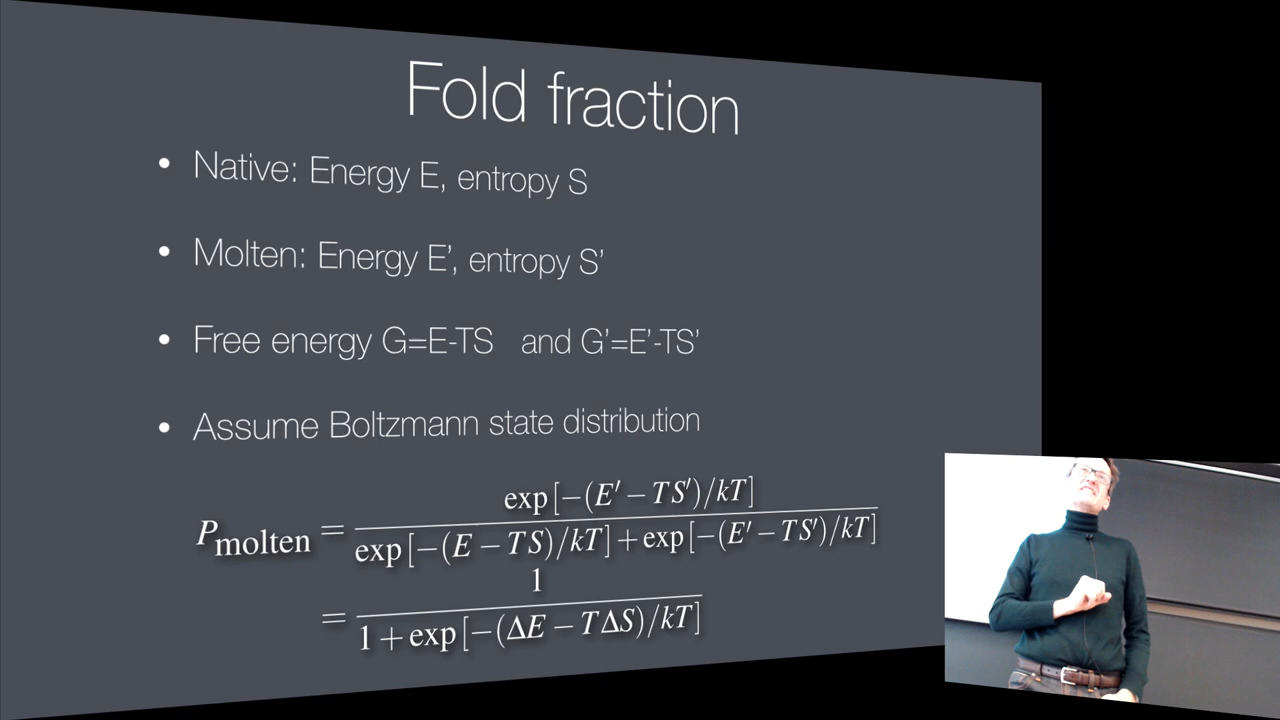 Fold fraction
• Native: Energy E, entropy S
• Molten: Energy E’, entropy S’
• Free energy G=E-TS and G’=E’-TS’
• Assume Boltzmann state distribution
P_molten = exp[−(E′ − TS′)/kT] / exp[−(E − TS)/kT] + exp[−(E′ − TS′)/kT]
= 1 / 1 + exp[−(ΔE − TΔS)/kT]